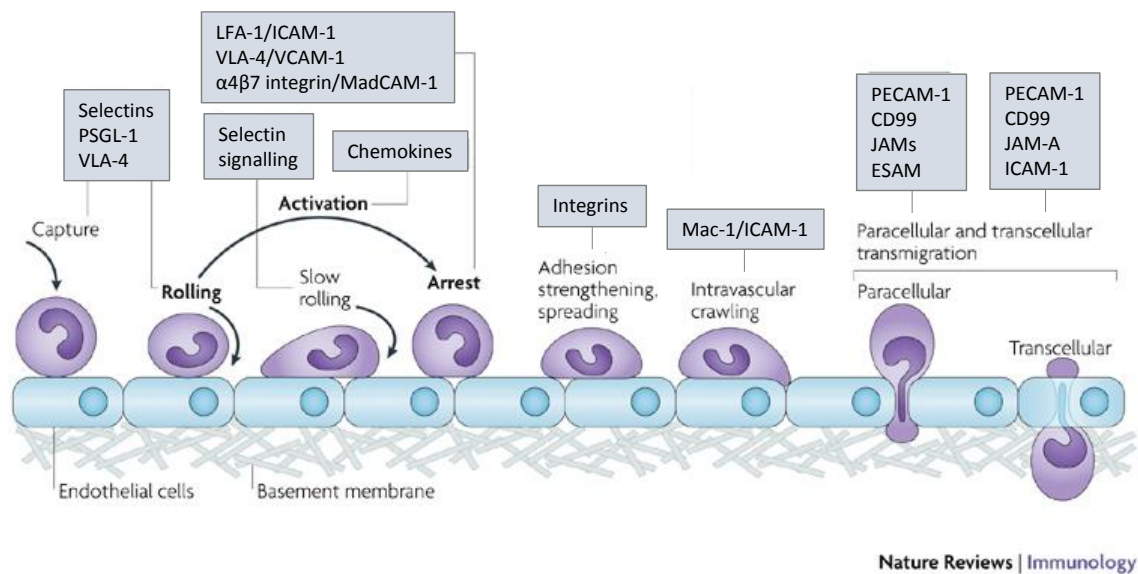 LFA-1/ICAM-1
VLA-4/VCAM-1
α4β7 integrin/MadCAM-1
Selectins
PSGL-1
VLA-4
Selectin
signalling
Chemokines
PECAM-1
CD99
JAMs
ESAM
PECAM-1
CD99
JAM-A
ICAM-1
Integrins
Mac-1/ICAM-1
Capture
Activation
Rolling
Slow
rolling
Arrest
Adhesion
strengthening,
spreading
Intravascular
crawling
Paracellular and transcellular
transmigration
Paracellular
Transcellular
Endothelial cells
Basement membrane
Nature Reviews | Immunology